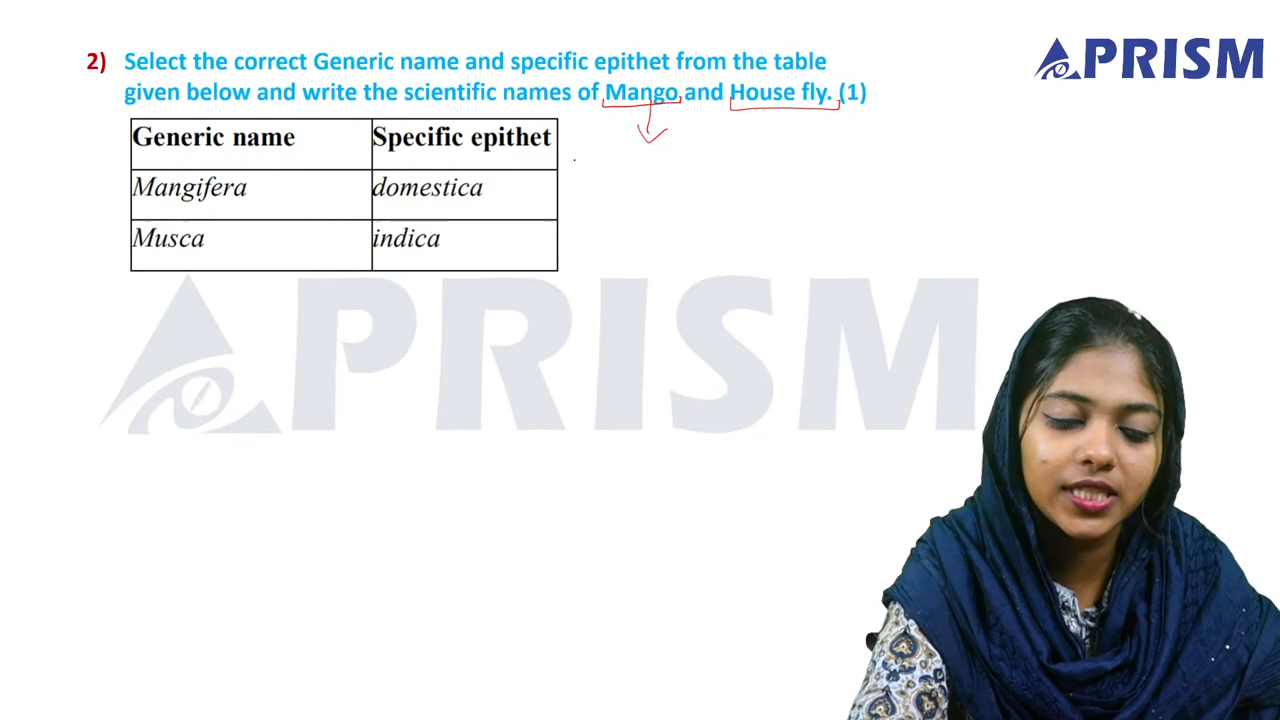 2) Select the correct Generic name and specific epithet from the table
given below and write the scientific names of Mango and House fly. (1)
PRISM
Generic name Specific epithet
Mangifera domestica
Musca indica
PRISM